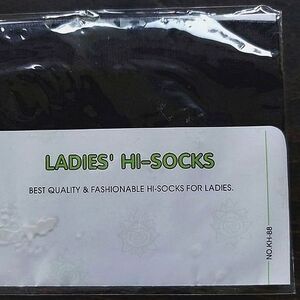 LADIES' HI-SOCKS
BEST QUALITY & FASHIONABLE HI-SOCKS FOR LADIES.
NO.KH-88